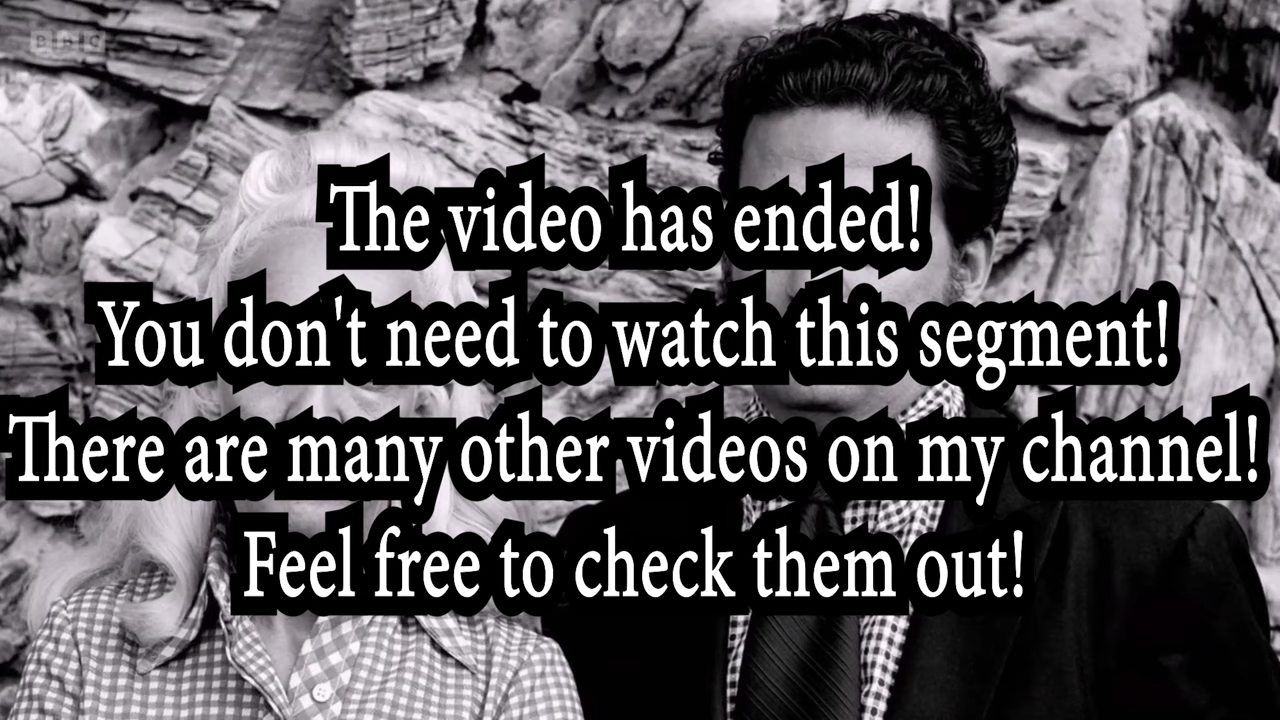 BBC
The video has ended!
You don't need to watch this segment!
There are many other videos on my channel!
Feel free to check them out!